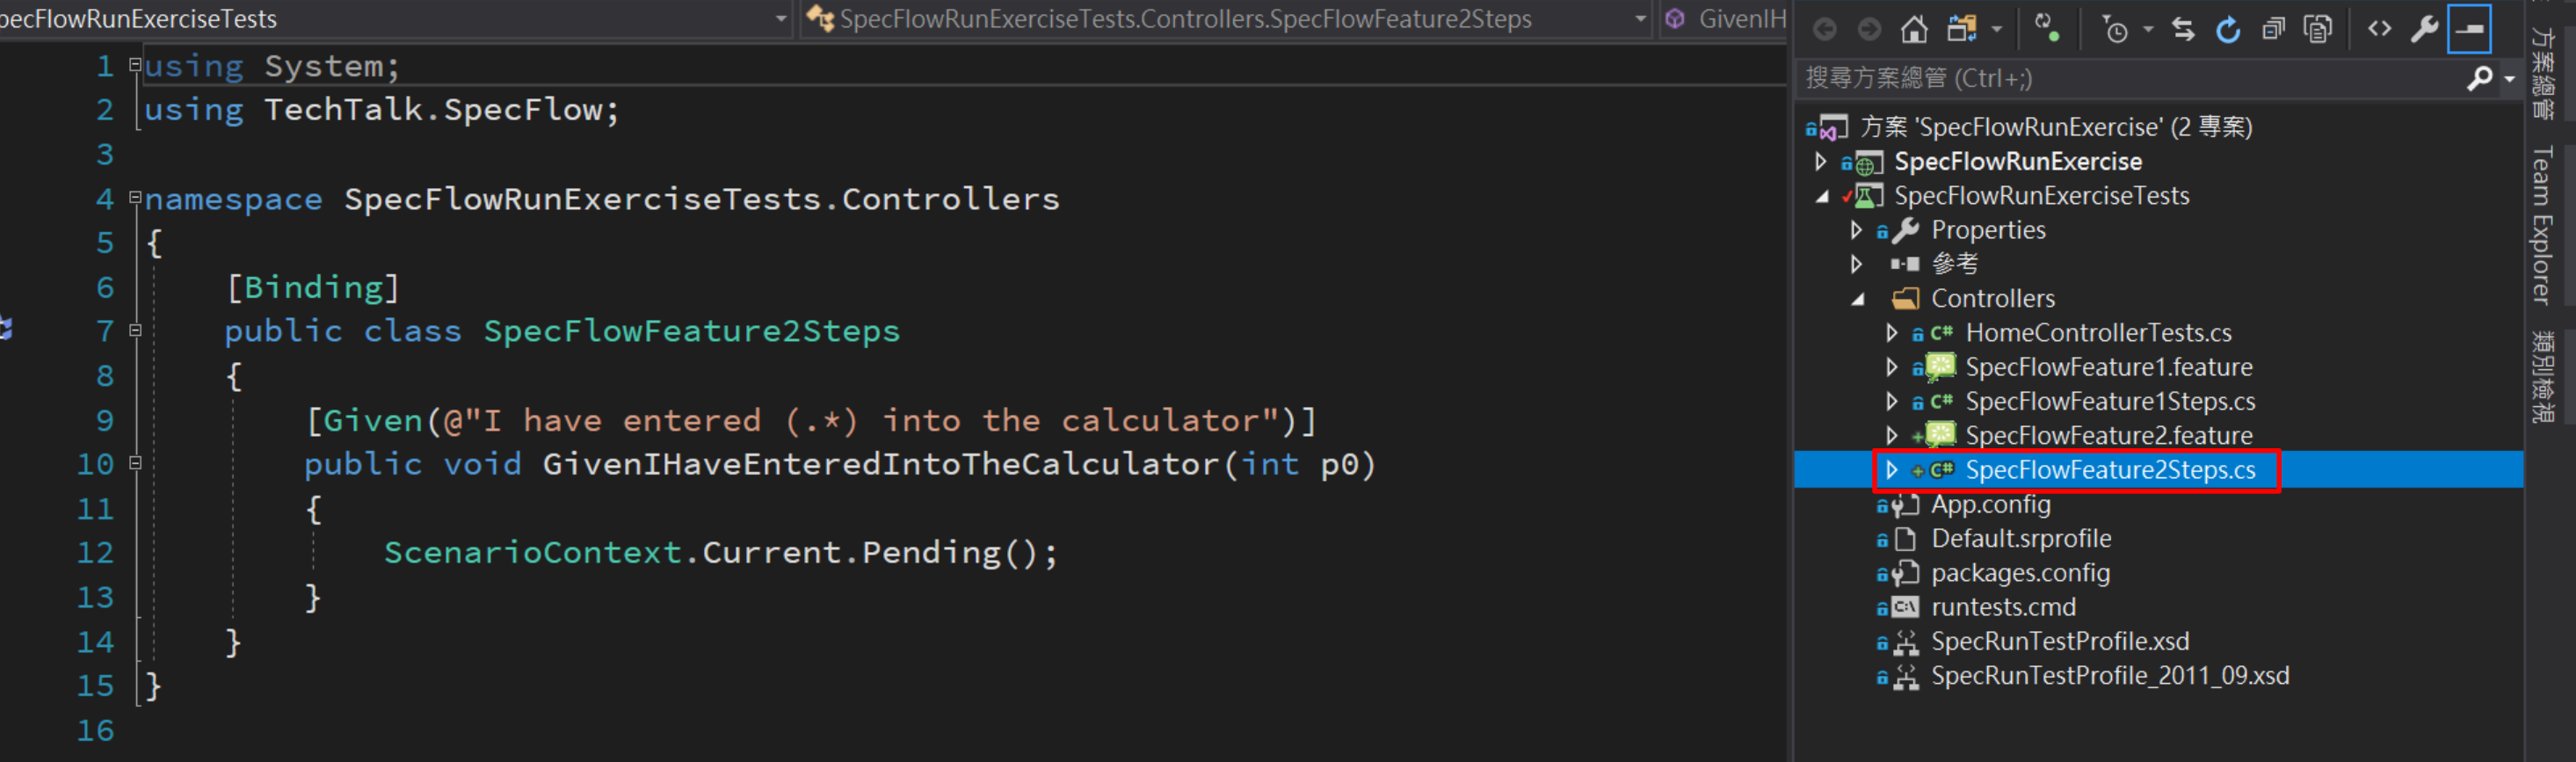 pecFlowRunExerciseTests
SpecFlowRunExerciseTests.Controllers.SpecFlowFeature2Steps
GivenIH
1 using System;
2 using TechTalk.SpecFlow;
3
4 namespace SpecFlowRunExerciseTests.Controllers
5 {
6 [Binding]
7 public class SpecFlowFeature2Steps
8 {
9 [Given(@"I have entered (.*) into the calculator")]
10 public void GivenIHaveEnteredIntoTheCalculator(int p0)
11 {
12 ScenarioContext.Current.Pending();
13 }
14 }
15 }
16
搜尋方案總管 (Ctrl+;)
方案 'SpecFlowRunExercise' (2 專案)
SpecFlowRunExercise
SpecFlowRunExerciseTests
Properties
參考
Controllers
C# HomeControllerTests.cs
SpecFlowFeature1.feature
C# SpecFlowFeature1Steps.cs
SpecFlowFeature2.feature
C# SpecFlowFeature2Steps.cs
App.config
Default.srprofile
packages.config
C:\ runtests.cmd
SpecRunTestProfile.xsd
SpecRunTestProfile_2011_09.xsd
方案總管
Team Explorer
類別檢視